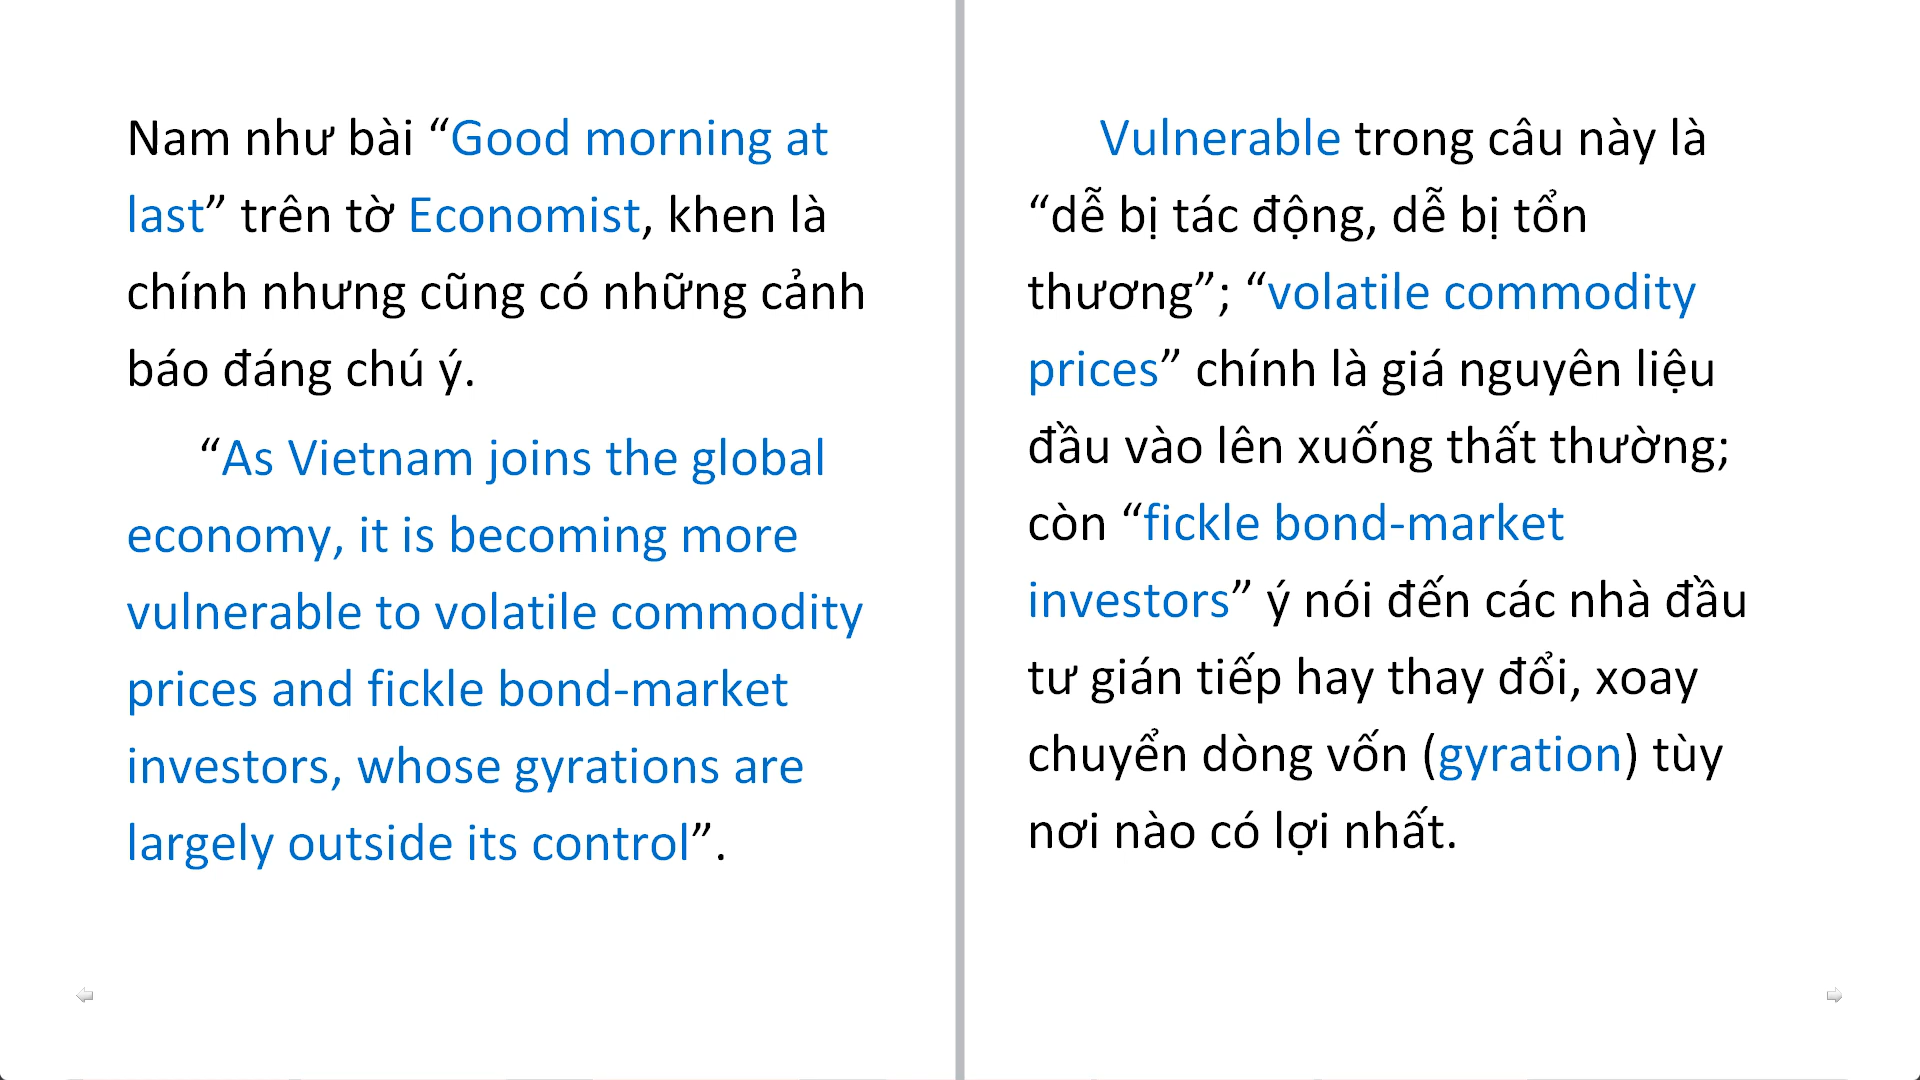 Nam như bài “Good morning at
last” trên tờ Economist, khen là
chính nhưng cũng có những cảnh
báo đáng chú ý.
“As Vietnam joins the global
economy, it is becoming more
vulnerable to volatile commodity
prices and fickle bond-market
investors, whose gyrations are
largely outside its control”.
Vulnerable trong câu này là
“dễ bị tác động, dễ bị tổn
thương”; “volatile commodity
prices” chính là giá nguyên liệu
đầu vào lên xuống thất thường;
còn “fickle bond-market
investors” ý nói đến các nhà đầu
tư gián tiếp hay thay đổi, xoay
chuyển dòng vốn (gyration) tùy
nơi nào có lợi nhất.